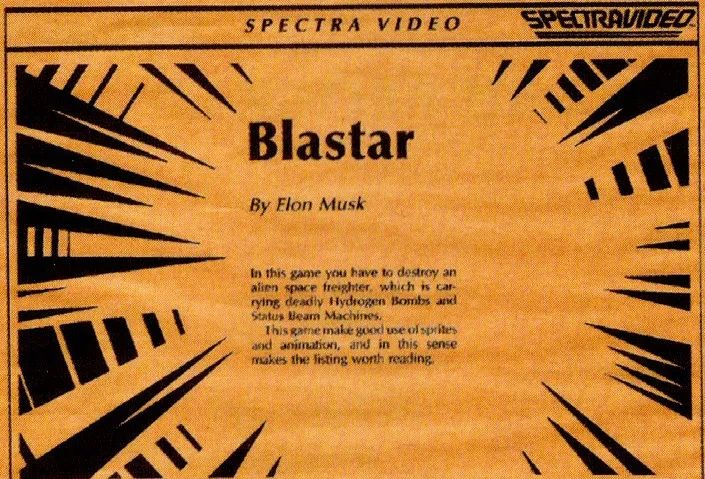 SPECTRA VIDEO
SPECTRAVIDEO
Blastar
By Elon Musk
In this game you have to destroy an
alien space freighter, which is car-
rying deadly Hydrogen Bombs and
Status Beam Machines.
This game make good use of sprites
and animation, and in this sense
makes the listing worth reading.